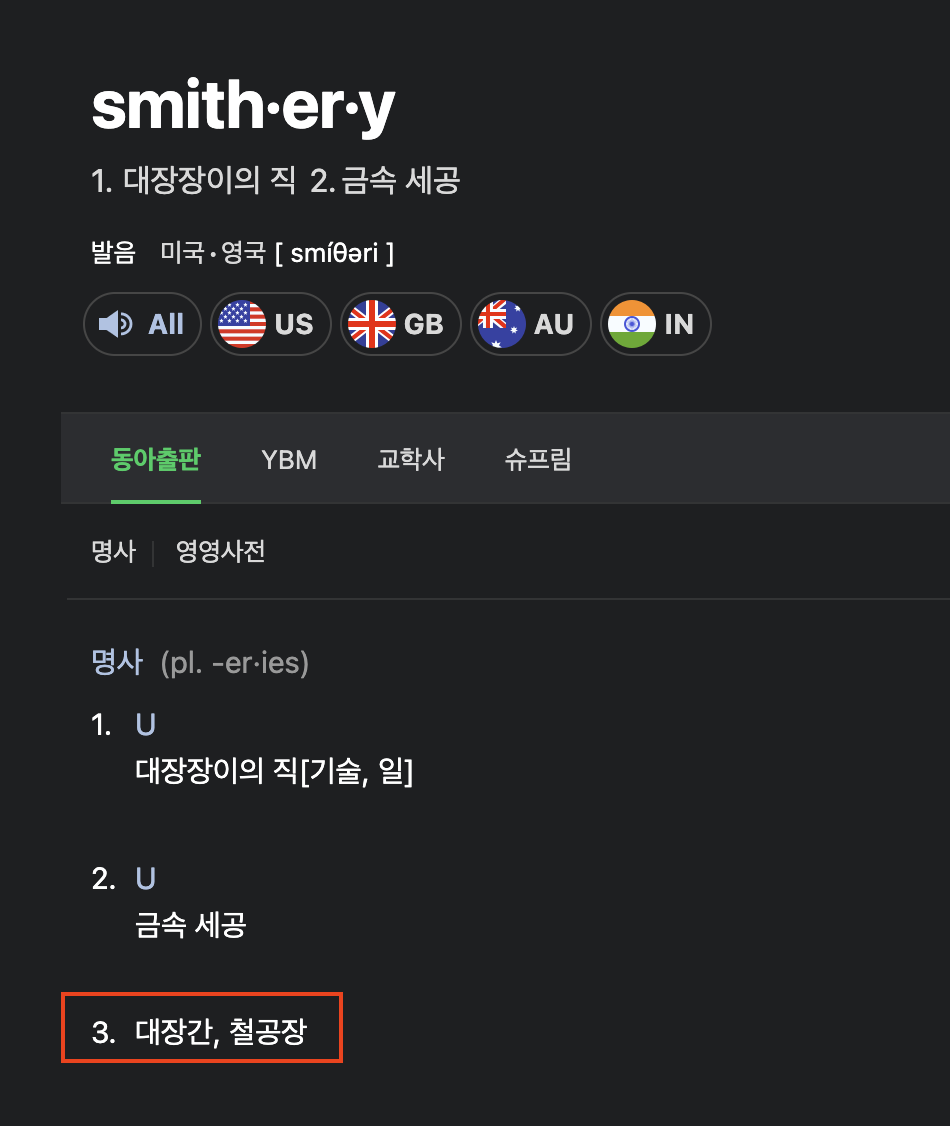 smith·er·y
1. 대장장이의 직 2. 금속 세공
발음 미국·영국 [ smíθəri ]
All US GB AU IN
동아출판 YBM 교학사 슈프림
명사 영영사전
명사 (pl. -er·ies)
1. U
대장장이의 직[기술, 일]
2. U
금속 세공
3. 대장간, 철공장